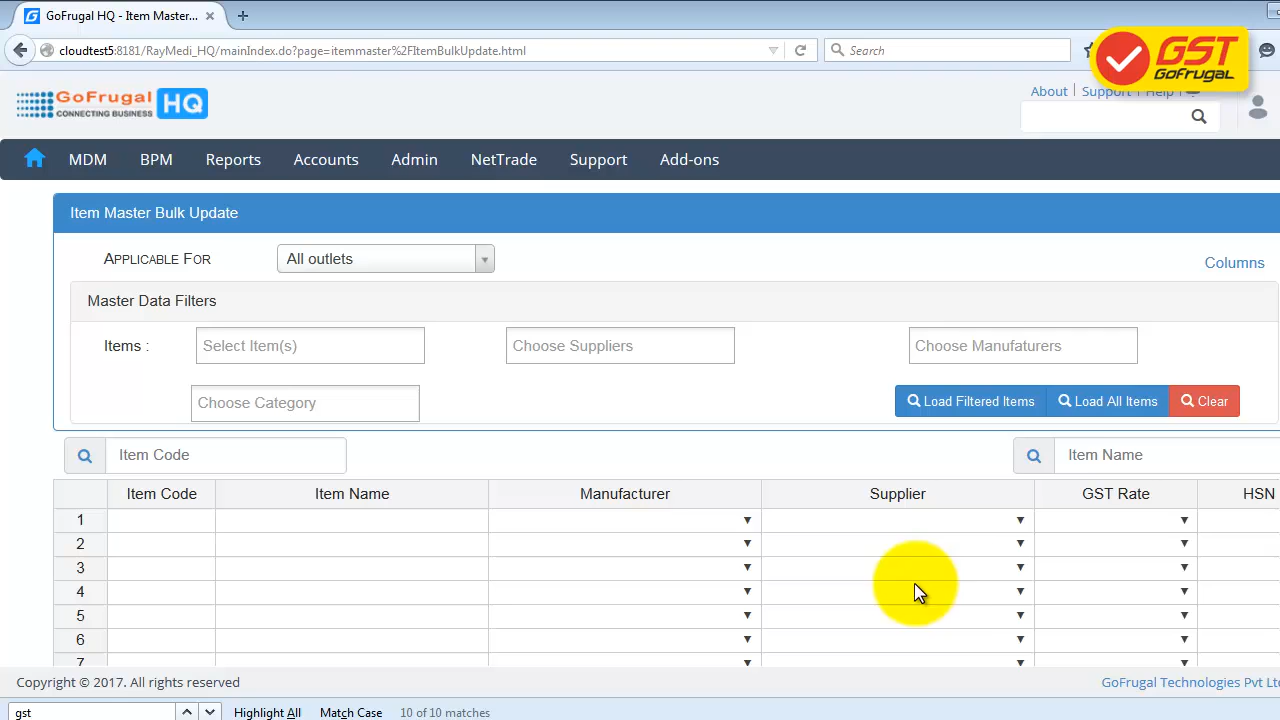 GoFrugal HQ - Item Master...
cloudtest5:8181/RayMedi_HQ/mainIndex.do?page=itemmaster%2FItemBulkUpdate.html
Search
GST
GoFrugal
GoFrugal HQ
CONNECTING BUSINESS
About Support Help
MDM BPM Reports Accounts Admin NetTrade Support Add-ons
Item Master Bulk Update
APPLICABLE FOR All outlets Columns
Master Data Filters
Items : Select Item(s) Choose Suppliers Choose Manufaturers
Choose Category Load Filtered Items Load All Items Clear
Item Code Item Name
Item Code Item Name Manufacturer Supplier GST Rate HSN
1
2
3
4
5
6
7
Copyright © 2017. All rights reserved GoFrugal Technologies Pvt Ltd
gst Highlight All Match Case 10 of 10 matches